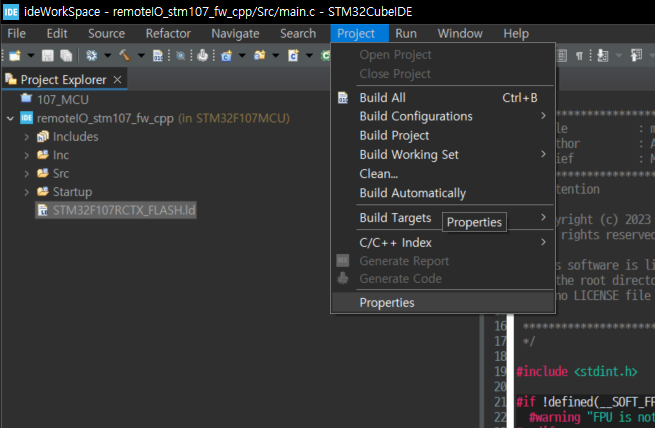 IDE ideWorkSpace - remoteIO_stm107_fw_cpp/Src/main.c - STM32CubeIDE
File Edit Source Refactor Navigate Search Project Run Window Help
Project Explorer
107_MCU
IDE remoteIO_stm107_fw_cpp (in STM32F107MCU)
Includes
Inc
Src
Startup
STM32F107RCTX_FLASH.ld
Open Project
Close Project
Build All Ctrl+B
Build Configurations
Build Project
Build Working Set
Clean...
Build Automatically
Build Targets
Properties
C/C++ Index
Generate Report
Generate Code
Properties
le : m
thor : A
ief : M
tention
yright (c) 2023
rights reserved
s software is li
the root direct
no LICENSE file
16 ***********************
17 */
18
19 #include <stdint.h>
20
21 #if !defined(__SOFT_FP
22 #warning "FPU is not